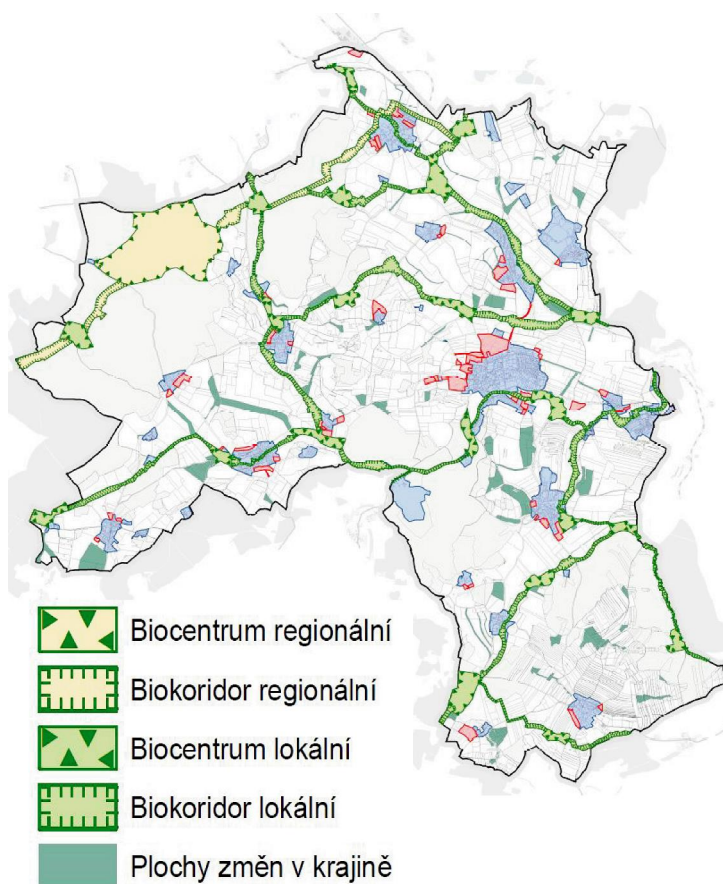 Biocentrum regionální
Biokoridor regionální
Biocentrum lokální
Biokoridor lokální
Plochy změn v krajině